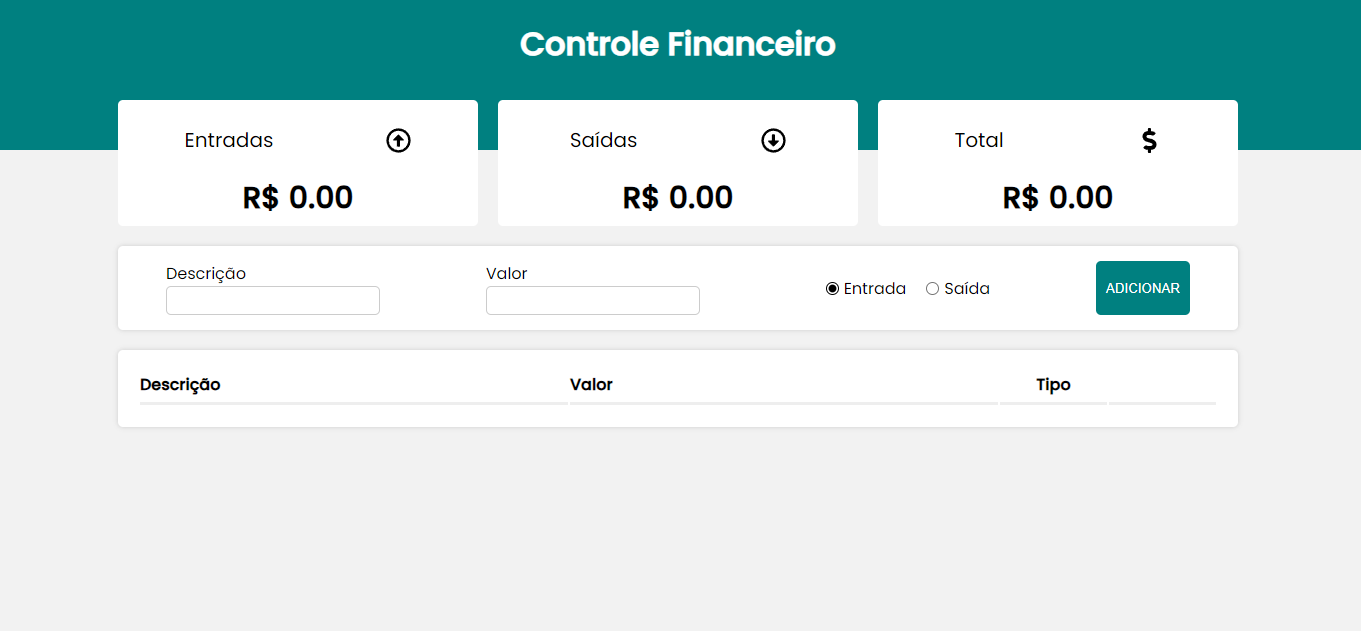 Controle Financeiro
Entradas
Saídas
Total
R$ 0.00
R$ 0.00
R$ 0.00
Descrição
Valor
Entrada
Saída
ADICIONAR
Descrição Valor Tipo